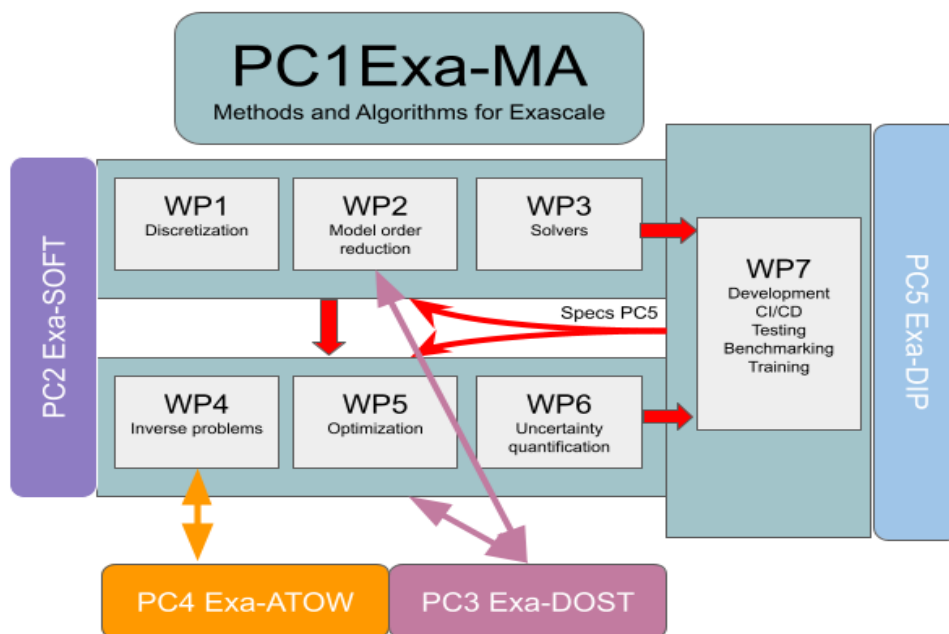 PC1Exa-MA
Methods and Algorithms for Exascale
PC2 Exa-SOFT
WP1
Discretization
WP2
Model order
reduction
WP3
Solvers
Specs PC5
WP4
Inverse problems
WP5
Optimization
WP6
Uncertainty
quantification
WP7
Development
CI/CD
Testing
Benchmarking
Training
PC5 Exa-DIP
PC4 Exa-ATOW
PC3 Exa-DOST